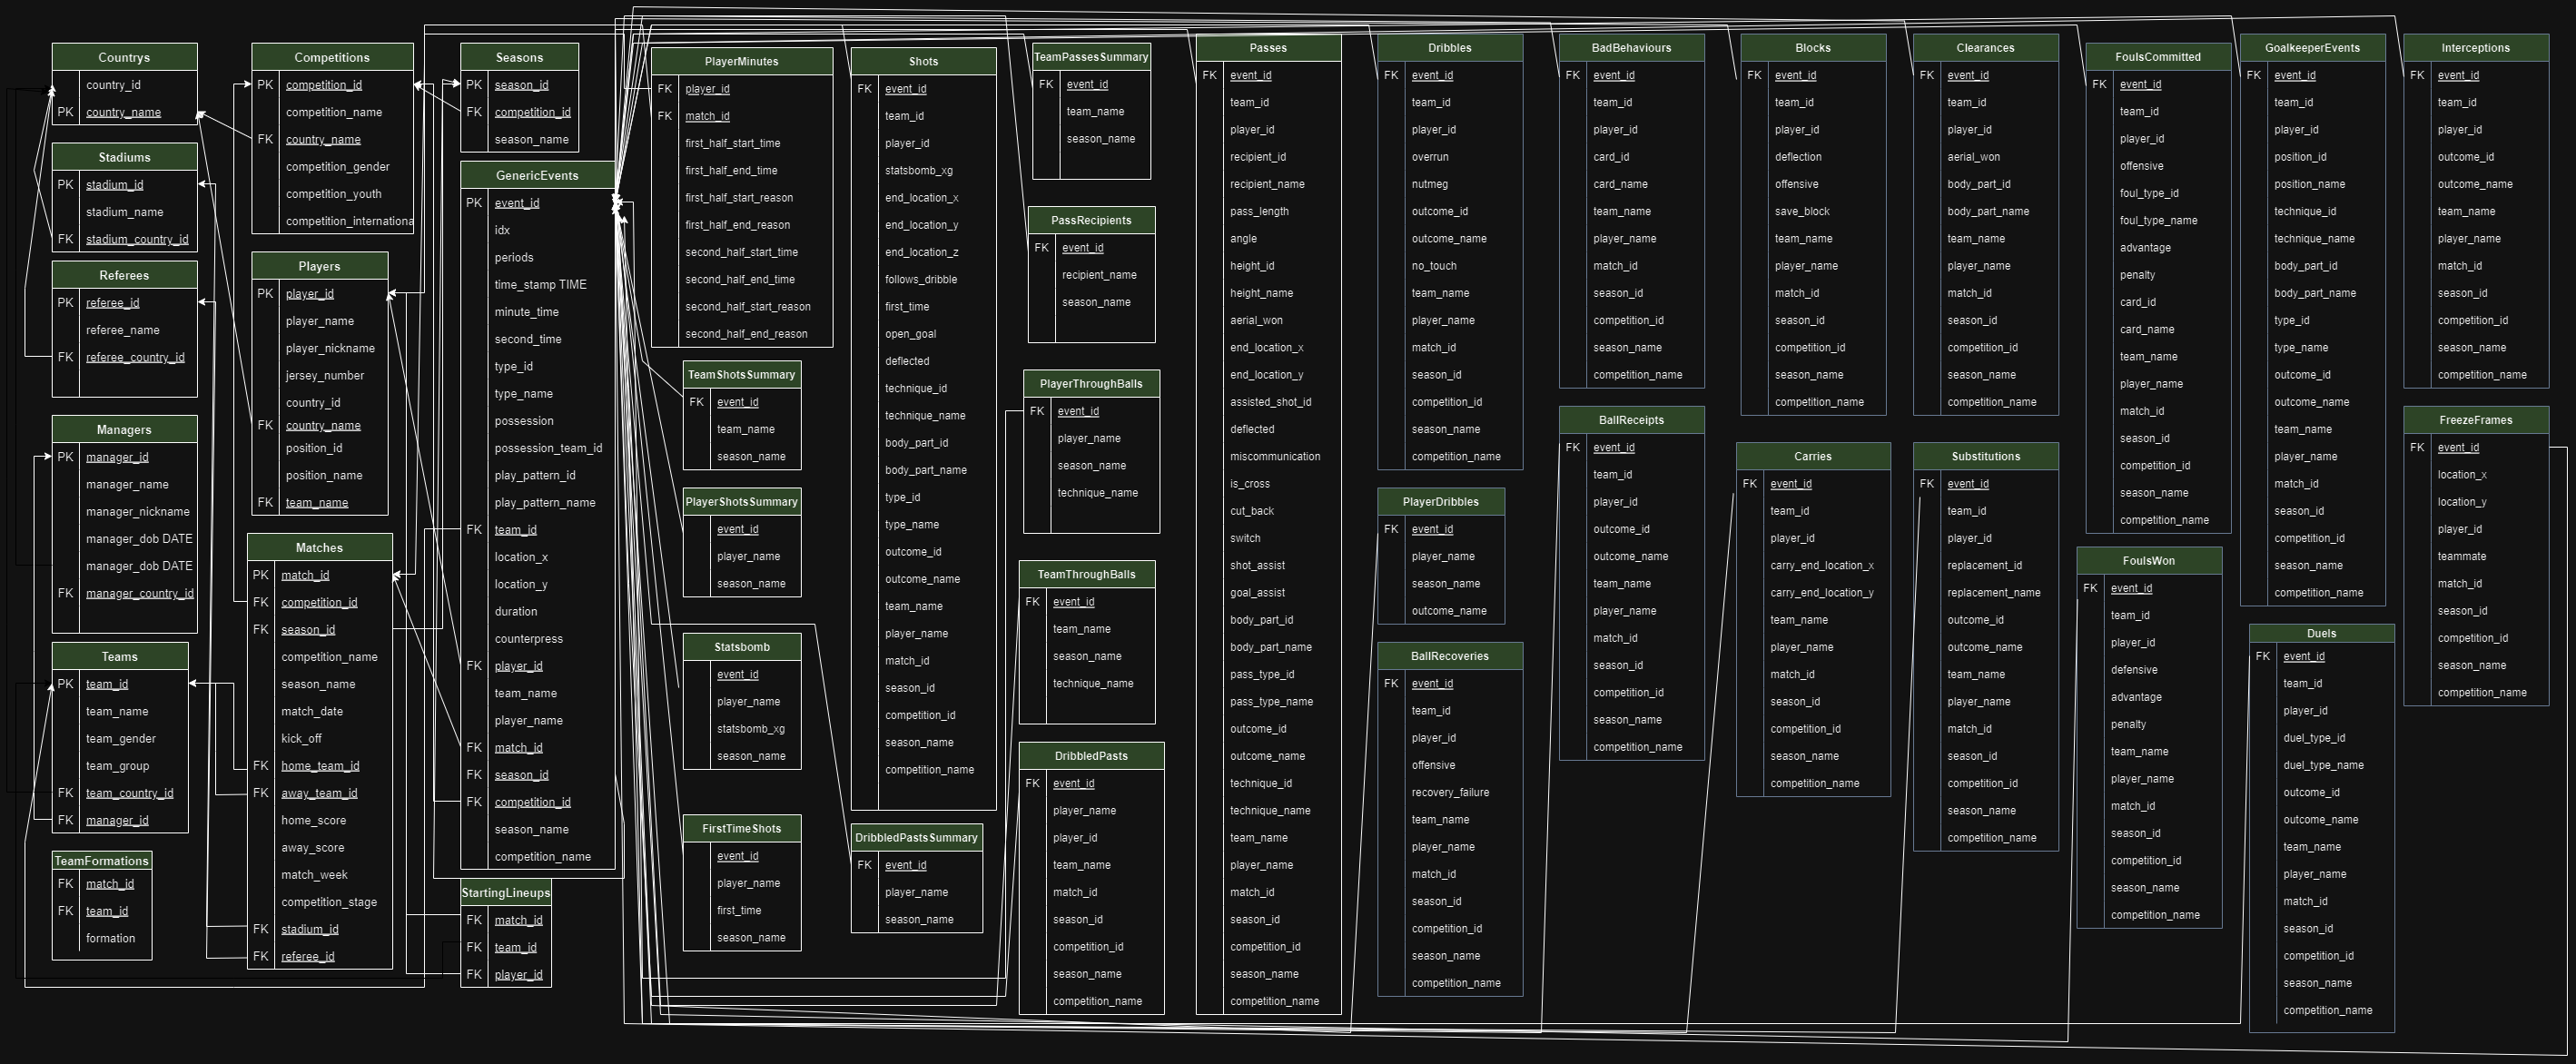 Countrys
country_id
PK country_name
Stadiums
PK stadium_id
stadium_name
FK stadium_country_id
Referees
PK referee_id
referee_name
FK referee_country_id
Managers
PK manager_id
manager_name
manager_nickname
manager_dob DATE
manager_dob DATE
FK manager_country_id
Teams
PK team_id
team_name
team_gender
team_group
FK team_country_id
FK manager_id
TeamFormations
FK match_id
FK team_id
formation
Competitions
PK competition_id
competition_name
FK country_name
competition_gender
competition_youth
competition_internationa
Players
PK player_id
player_name
player_nickname
jersey_number
country_id
FK country_name
position_id
position_name
FK team_name
Matches
PK match_id
FK competition_id
FK season_id
competition_name
season_name
match_date
kick_off
FK home_team_id
FK away_team_id
home_score
away_score
match_week
competition_stage
FK stadium_id
FK referee_id
Seasons
PK season_id
FK competition_id
season_name
GenericEvents
PK event_id
idx
periods
time_stamp TIME
minute_time
second_time
type_id
type_name
possession
possession_team_id
play_pattern_id
play_pattern_name
FK team_id
location_x
location_y
duration
counterpress
FK player_id
team_name
player_name
FK match_id
FK season_id
FK competition_id
season_name
competition_name
StartingLineups
FK match_id
FK team_id
FK player_id
PlayerMinutes
FK player_id
FK match_id
first_half_start_time
first_half_end_time
first_half_start_reason
first_half_end_reason
second_half_start_time
second_half_end_time
second_half_start_reason
second_half_end_reason
TeamShotsSummary
FK event_id
team_name
season_name
PlayerShotsSummary
event_id
player_name
season_name
Statsbomb
event_id
player_name
statsbomb_xg
season_name
FirstTimeShots
event_id
player_name
first_time
season_name
Shots
FK event_id
team_id
player_id
statsbomb_xg
end_location_x
end_location_y
end_location_z
follows_dribble
first_time
open_goal
deflected
technique_id
technique_name
body_part_id
body_part_name
type_id
type_name
outcome_id
outcome_name
team_name
player_name
match_id
season_id
competition_id
season_name
competition_name
DribbledPastsSummary
FK event_id
player_name
season_name
TeamPassesSummary
FK event_id
team_name
season_name
PassRecipients
FK event_id
recipient_name
season_name
PlayerThroughBalls
FK event_id
player_name
season_name
technique_name
TeamThroughBalls
FK event_id
team_name
season_name
technique_name
DribbledPasts
FK event_id
player_name
player_id
team_name
match_id
season_id
competition_id
season_name
competition_name
Passes
FK event_id
team_id
player_id
recipient_id
recipient_name
pass_length
angle
height_id
height_name
aerial_won
end_location_x
end_location_y
assisted_shot_id
deflected
miscommunication
is_cross
cut_back
switch
shot_assist
goal_assist
body_part_id
body_part_name
pass_type_id
pass_type_name
outcome_id
outcome_name
technique_id
technique_name
team_name
player_name
match_id
season_id
competition_id
season_name
competition_name
Dribbles
FK event_id
team_id
player_id
overrun
nutmeg
outcome_id
outcome_name
no_touch
team_name
player_name
match_id
season_id
competition_id
season_name
competition_name
PlayerDribbles
FK event_id
player_name
season_name
outcome_name
BallRecoveries
FK event_id
team_id
player_id
offensive
recovery_failure
team_name
player_name
match_id
season_id
competition_id
season_name
competition_name
BadBehaviours
FK event_id
team_id
player_id
card_id
card_name
team_name
player_name
match_id
season_id
competition_id
season_name
competition_name
BallReceipts
FK event_id
team_id
player_id
outcome_id
outcome_name
team_name
player_name
match_id
season_id
competition_id
season_name
competition_name
Blocks
FK event_id
team_id
player_id
deflection
offensive
save_block
team_name
player_name
match_id
season_id
competition_id
season_name
competition_name
Carries
FK event_id
team_id
player_id
carry_end_location_x
carry_end_location_y
team_name
player_name
match_id
season_id
competition_id
season_name
competition_name
Clearances
FK event_id
team_id
player_id
aerial_won
body_part_id
body_part_name
team_name
player_name
match_id
season_id
competition_id
season_name
competition_name
Substitutions
FK event_id
team_id
player_id
replacement_id
replacement_name
outcome_id
outcome_name
team_name
player_name
match_id
season_id
competition_id
season_name
competition_name
FoulsCommitted
FK event_id
team_id
player_id
offensive
foul_type_id
foul_type_name
advantage
penalty
card_id
card_name
team_name
player_name
match_id
season_id
competition_id
season_name
competition_name
FoulsWon
FK event_id
team_id
player_id
defensive
advantage
penalty
team_name
player_name
match_id
season_id
competition_id
season_name
competition_name
GoalkeeperEvents
FK event_id
team_id
player_id
position_id
position_name
technique_id
technique_name
body_part_id
body_part_name
type_id
type_name
outcome_id
outcome_name
team_name
player_name
match_id
season_id
competition_id
season_name
competition_name
Duels
FK event_id
team_id
player_id
duel_type_id
duel_type_name
outcome_id
outcome_name
team_name
player_name
match_id
season_id
competition_id
season_name
competition_name
Interceptions
FK event_id
team_id
player_id
outcome_id
outcome_name
team_name
player_name
match_id
season_id
competition_id
season_name
competition_name
FreezeFrames
FK event_id
location_x
location_y
player_id
teammate
match_id
season_id
competition_id
season_name
competition_name